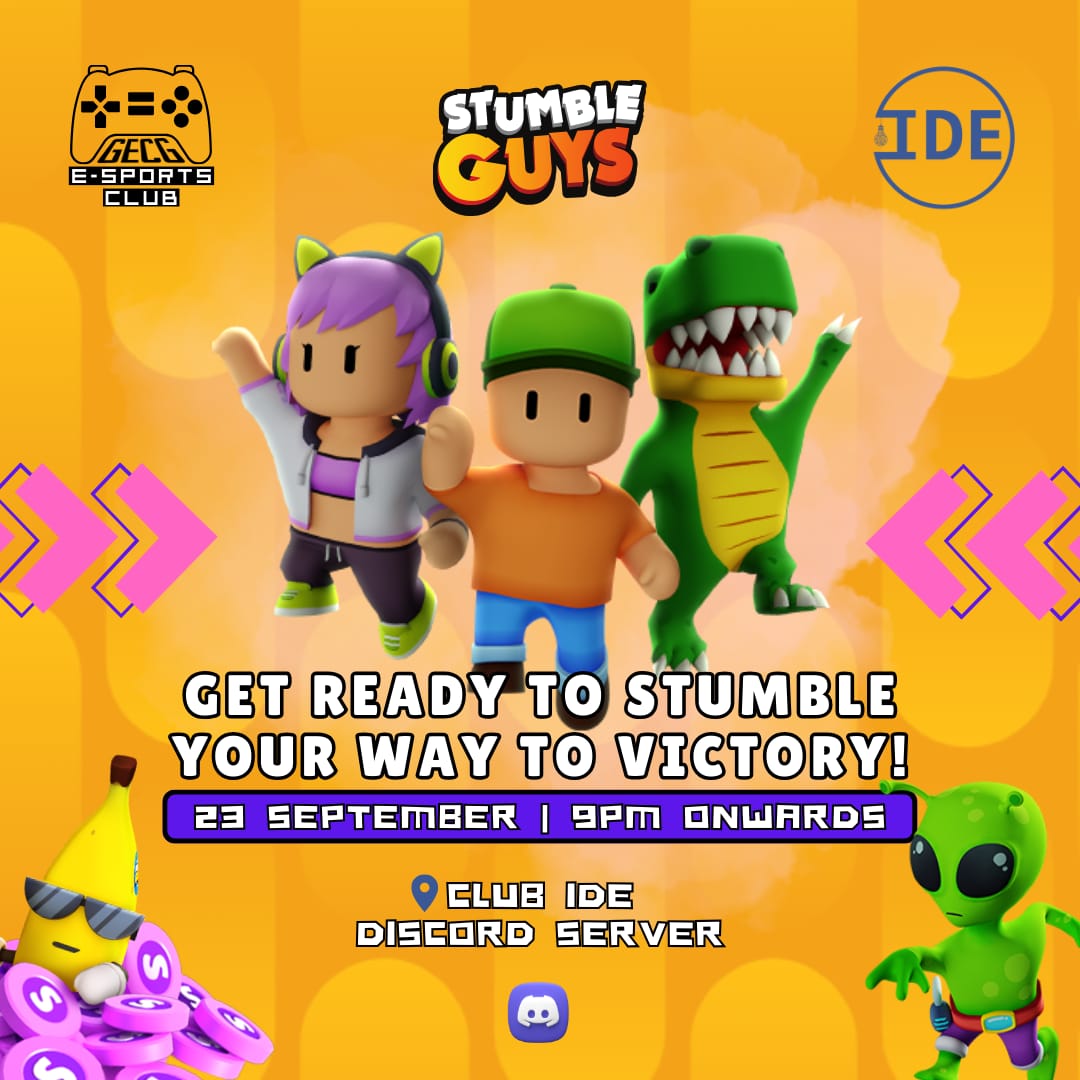 GECG
E-SPORTS
CLUB
STUMBLE
GUYS
IDE
GET READY TO STUMBLE
YOUR WAY TO VICTORY!
23 SEPTEMBER | 9PM ONWARDS
CLUB IDE
DISCORD SERVER
S
S
S
S
S